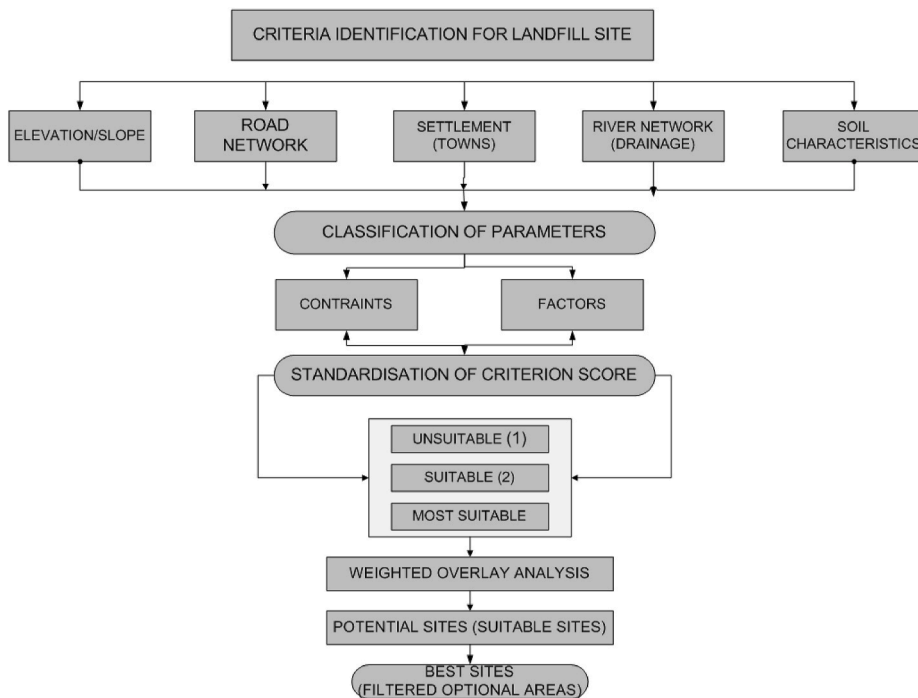 CRITERIA IDENTIFICATION FOR LANDFILL SITE
ELEVATION/SLOPE
ROAD
NETWORK
SETTLEMENT
(TOWNS)
RIVER NETWORK
(DRAINAGE)
SOIL
CHARACTERISTICS
CLASSIFICATION OF PARAMETERS
CONTRAINTS
FACTORS
STANDARDISATION OF CRITERION SCORE
UNSUITABLE (1)
SUITABLE (2)
MOST SUITABLE
WEIGHTED OVERLAY ANALYSIS
POTENTIAL SITES (SUITABLE SITES)
BEST SITES
(FILTERED OPTIONAL AREAS)